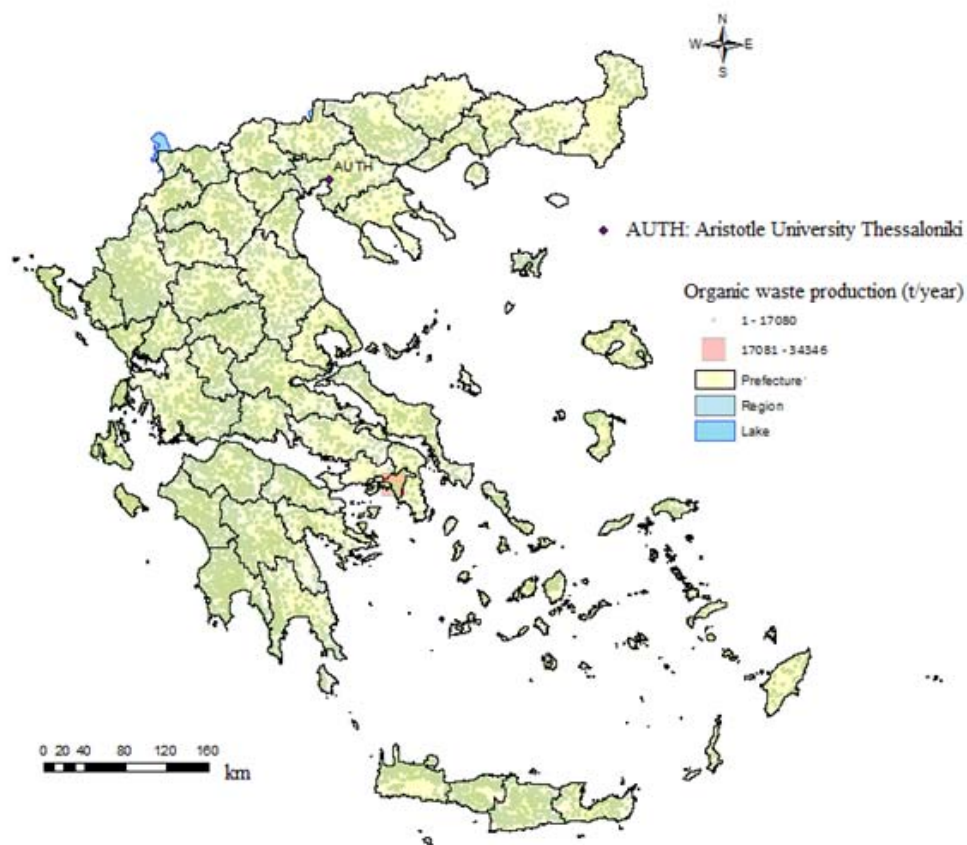 N
W E
S
AUTH
AUTH: Aristotle University Thessaloniki
Organic waste production (t/year)
1 - 17080
17081 - 34346
Prefecture
Region
Lake
0 20 40 80 120 160
km